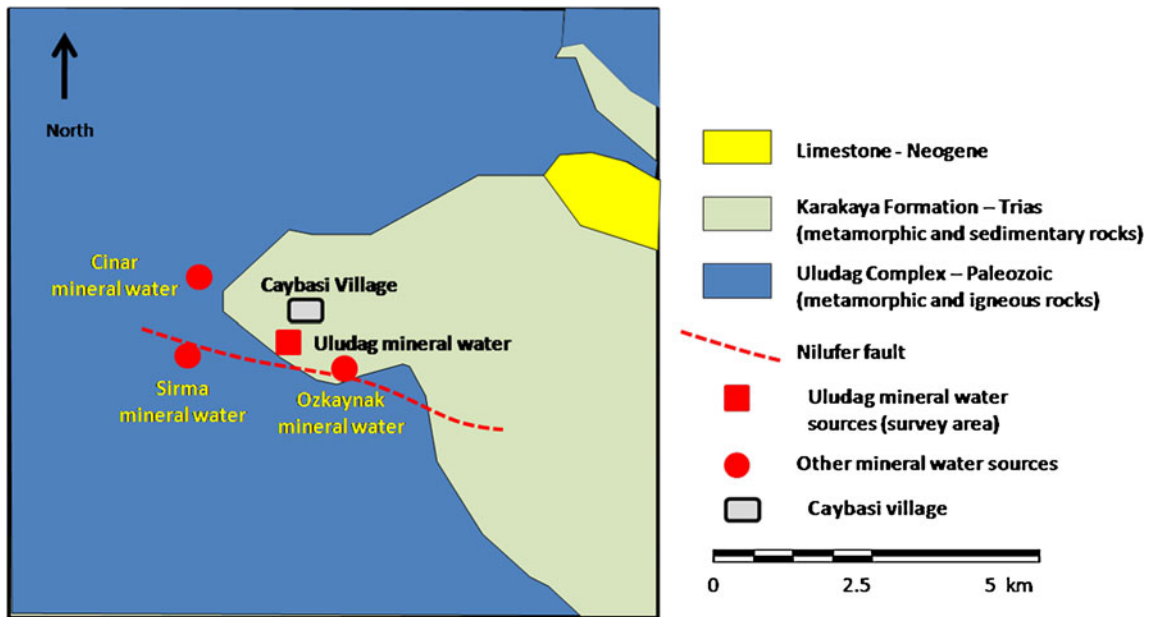 North
Cinar
mineral water
Caybasi Village
Uludag mineral water
Sirma
mineral water
Ozkaynak
mineral water
Limestone - Neogene
Karakaya Formation – Trias
(metamorphic and sedimentary rocks)
Uludag Complex – Paleozoic
(metamorphic and igneous rocks)
Nilufer fault
Uludag mineral water
sources (survey area)
Other mineral water sources
Caybasi village
0 2.5 5 km